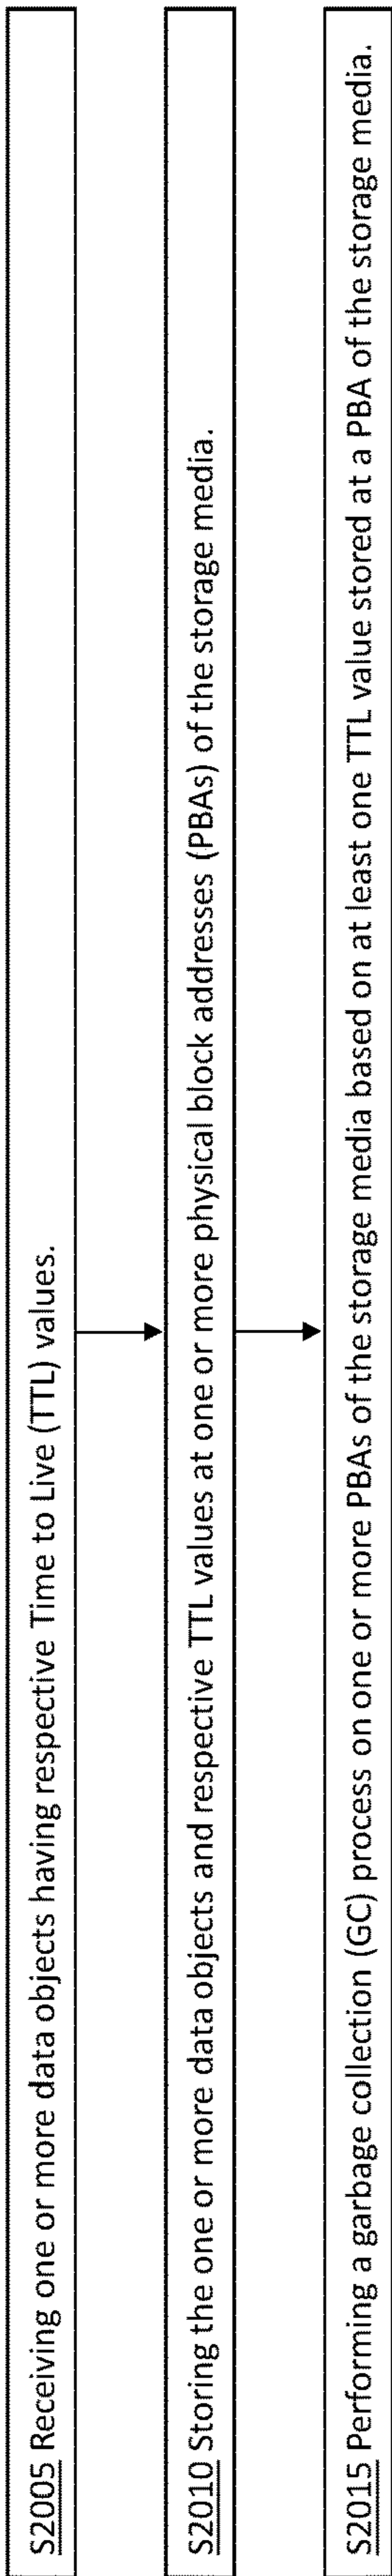 S2005 Receiving one or more data objects having respective Time to Live (TTL) values.
S2010 Storing the one or more data objects and respective TTL values at one or more physical block addresses (PBAs) of the storage media.
S2015 Performing a garbage collection (GC) process on one or more PBAs of the storage media based on at least one TTL value stored at a PBA of the storage media.